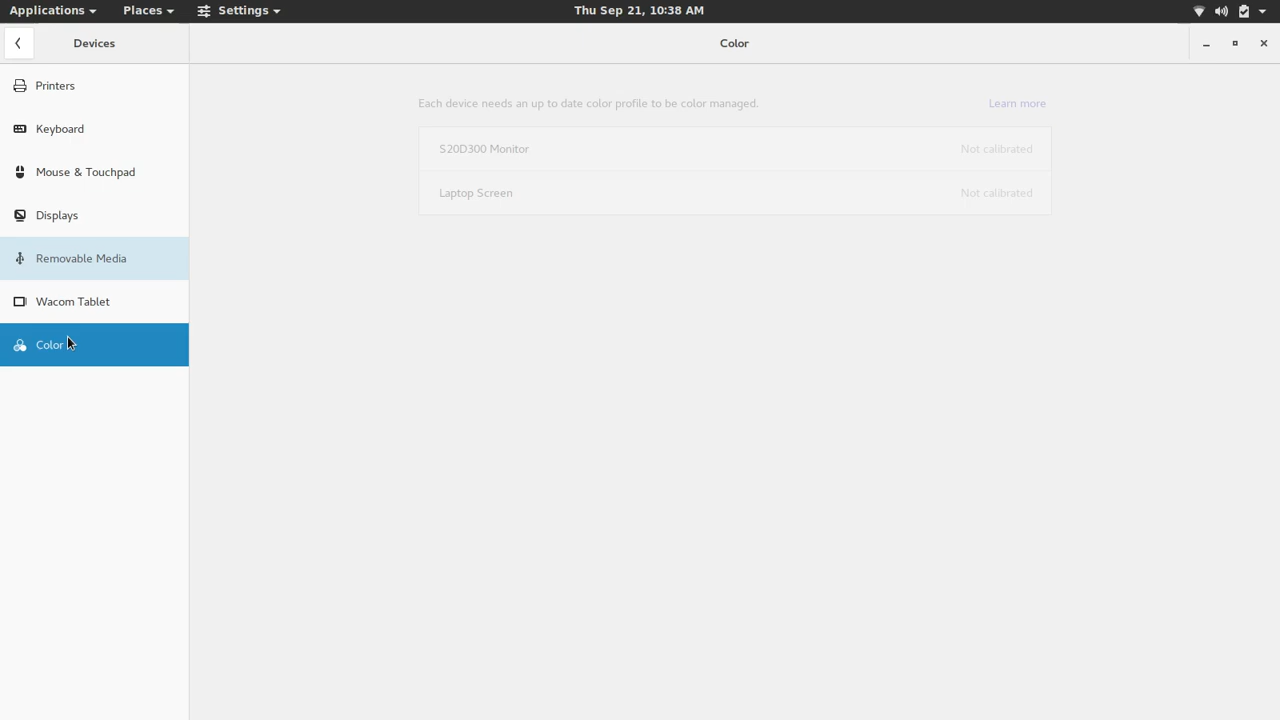 Applications Places Settings Thu Sep 21, 10:38 AM
Devices Color
Printers
Keyboard
Mouse & Touchpad
Displays
Removable Media
Wacom Tablet
Color
Each device needs an up to date color profile to be color managed. Learn more
S20D300 Monitor Not calibrated
Laptop Screen Not calibrated